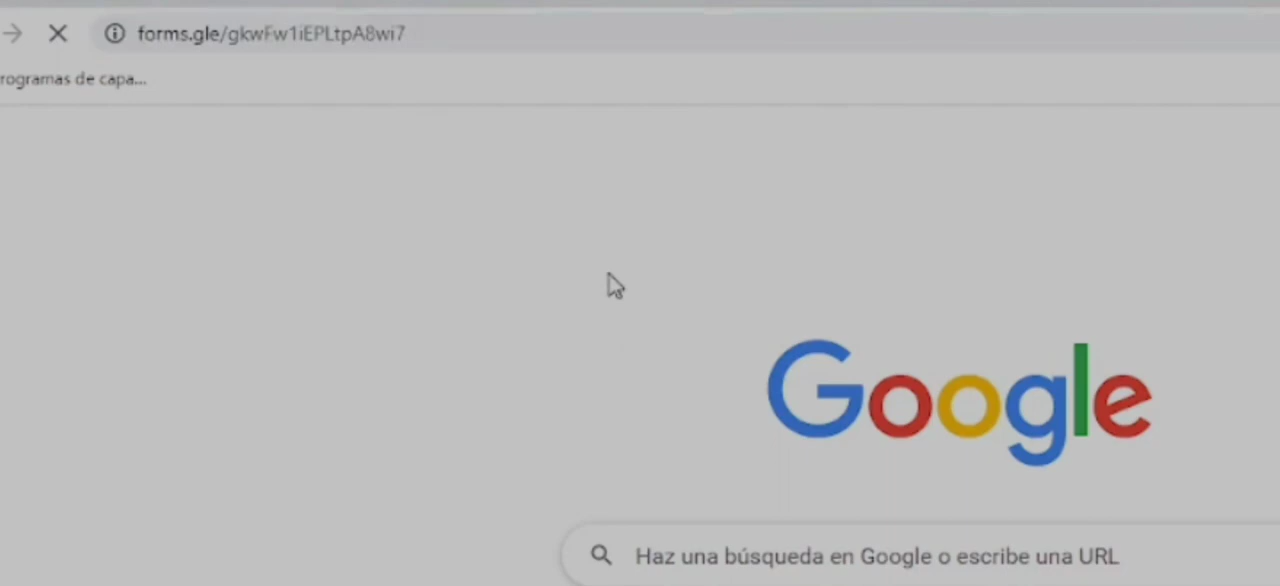 forms.gle/gkwFw1iEPLtpA8wi7
rogramas de capa...
Google
Haz una búsqueda en Google o escribe una URL